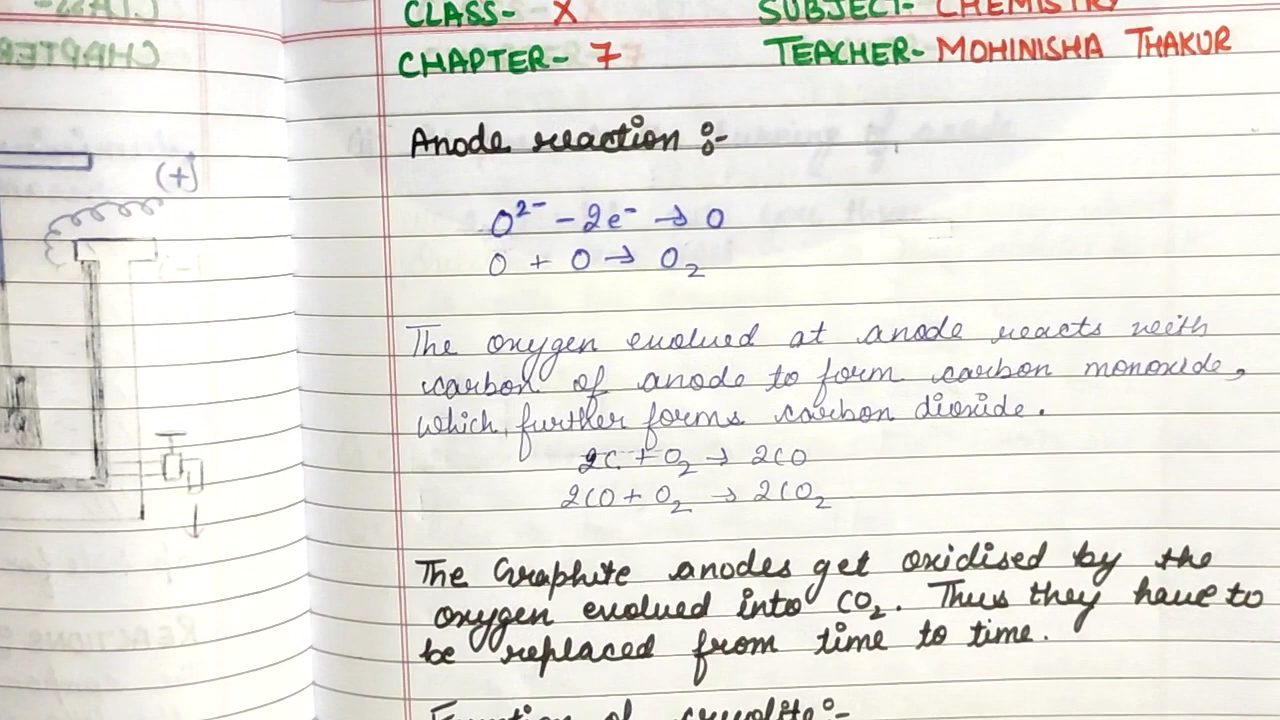 CLASS- X SUBJECT- CHEMISTRY
CHAPTER- 7 TEACHER- MOHINISHA THAKUR
Anode reaction :-
(+)
O²⁻ - 2e⁻ → O
O + O → O₂
The oxygen evolved at anode reacts with
carbon of anode to form carbon monoxide,
which, further forms carbon dioxide.
2C + O₂ → 2CO
2CO + O₂ → 2CO₂
The Graphite anodes get oxidised by the
oxygen evolved into CO₂. Thus they have to
be replaced from time to time.
Function of cryolite:-